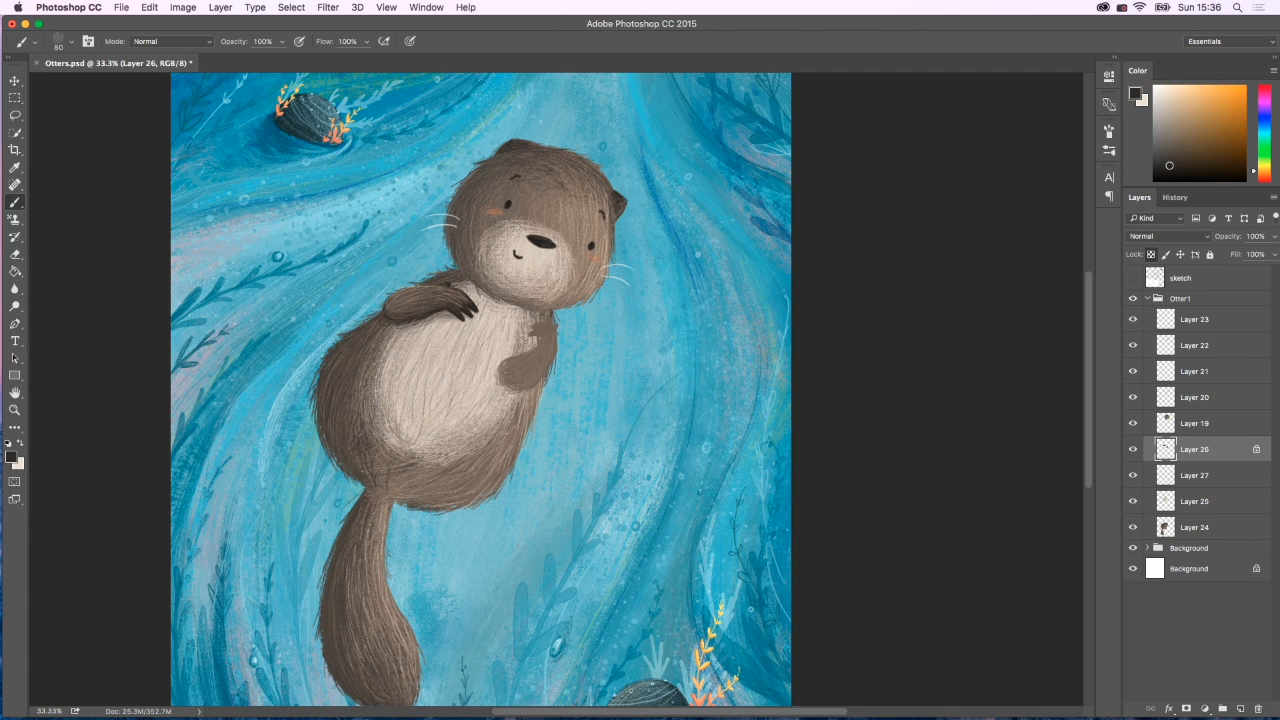 Photoshop CC File Edit Image Layer Type Select Filter 3D View Window Help Sun 15:36
Adobe Photoshop CC 2015
80 Mode: Normal Opacity: 100% Flow: 100% Essentials
Otters.psd @ 33.3% (Layer 26, RGB/8) *
Color
Layers History
Kind
Normal Opacity: 100%
Lock: Fill: 100%
sketch
Otter1
Layer 23
Layer 22
Layer 21
Layer 20
Layer 19
Layer 26
Layer 27
Layer 25
Layer 24
Background
Background
33.33% Doc: 25.3M/352.7M